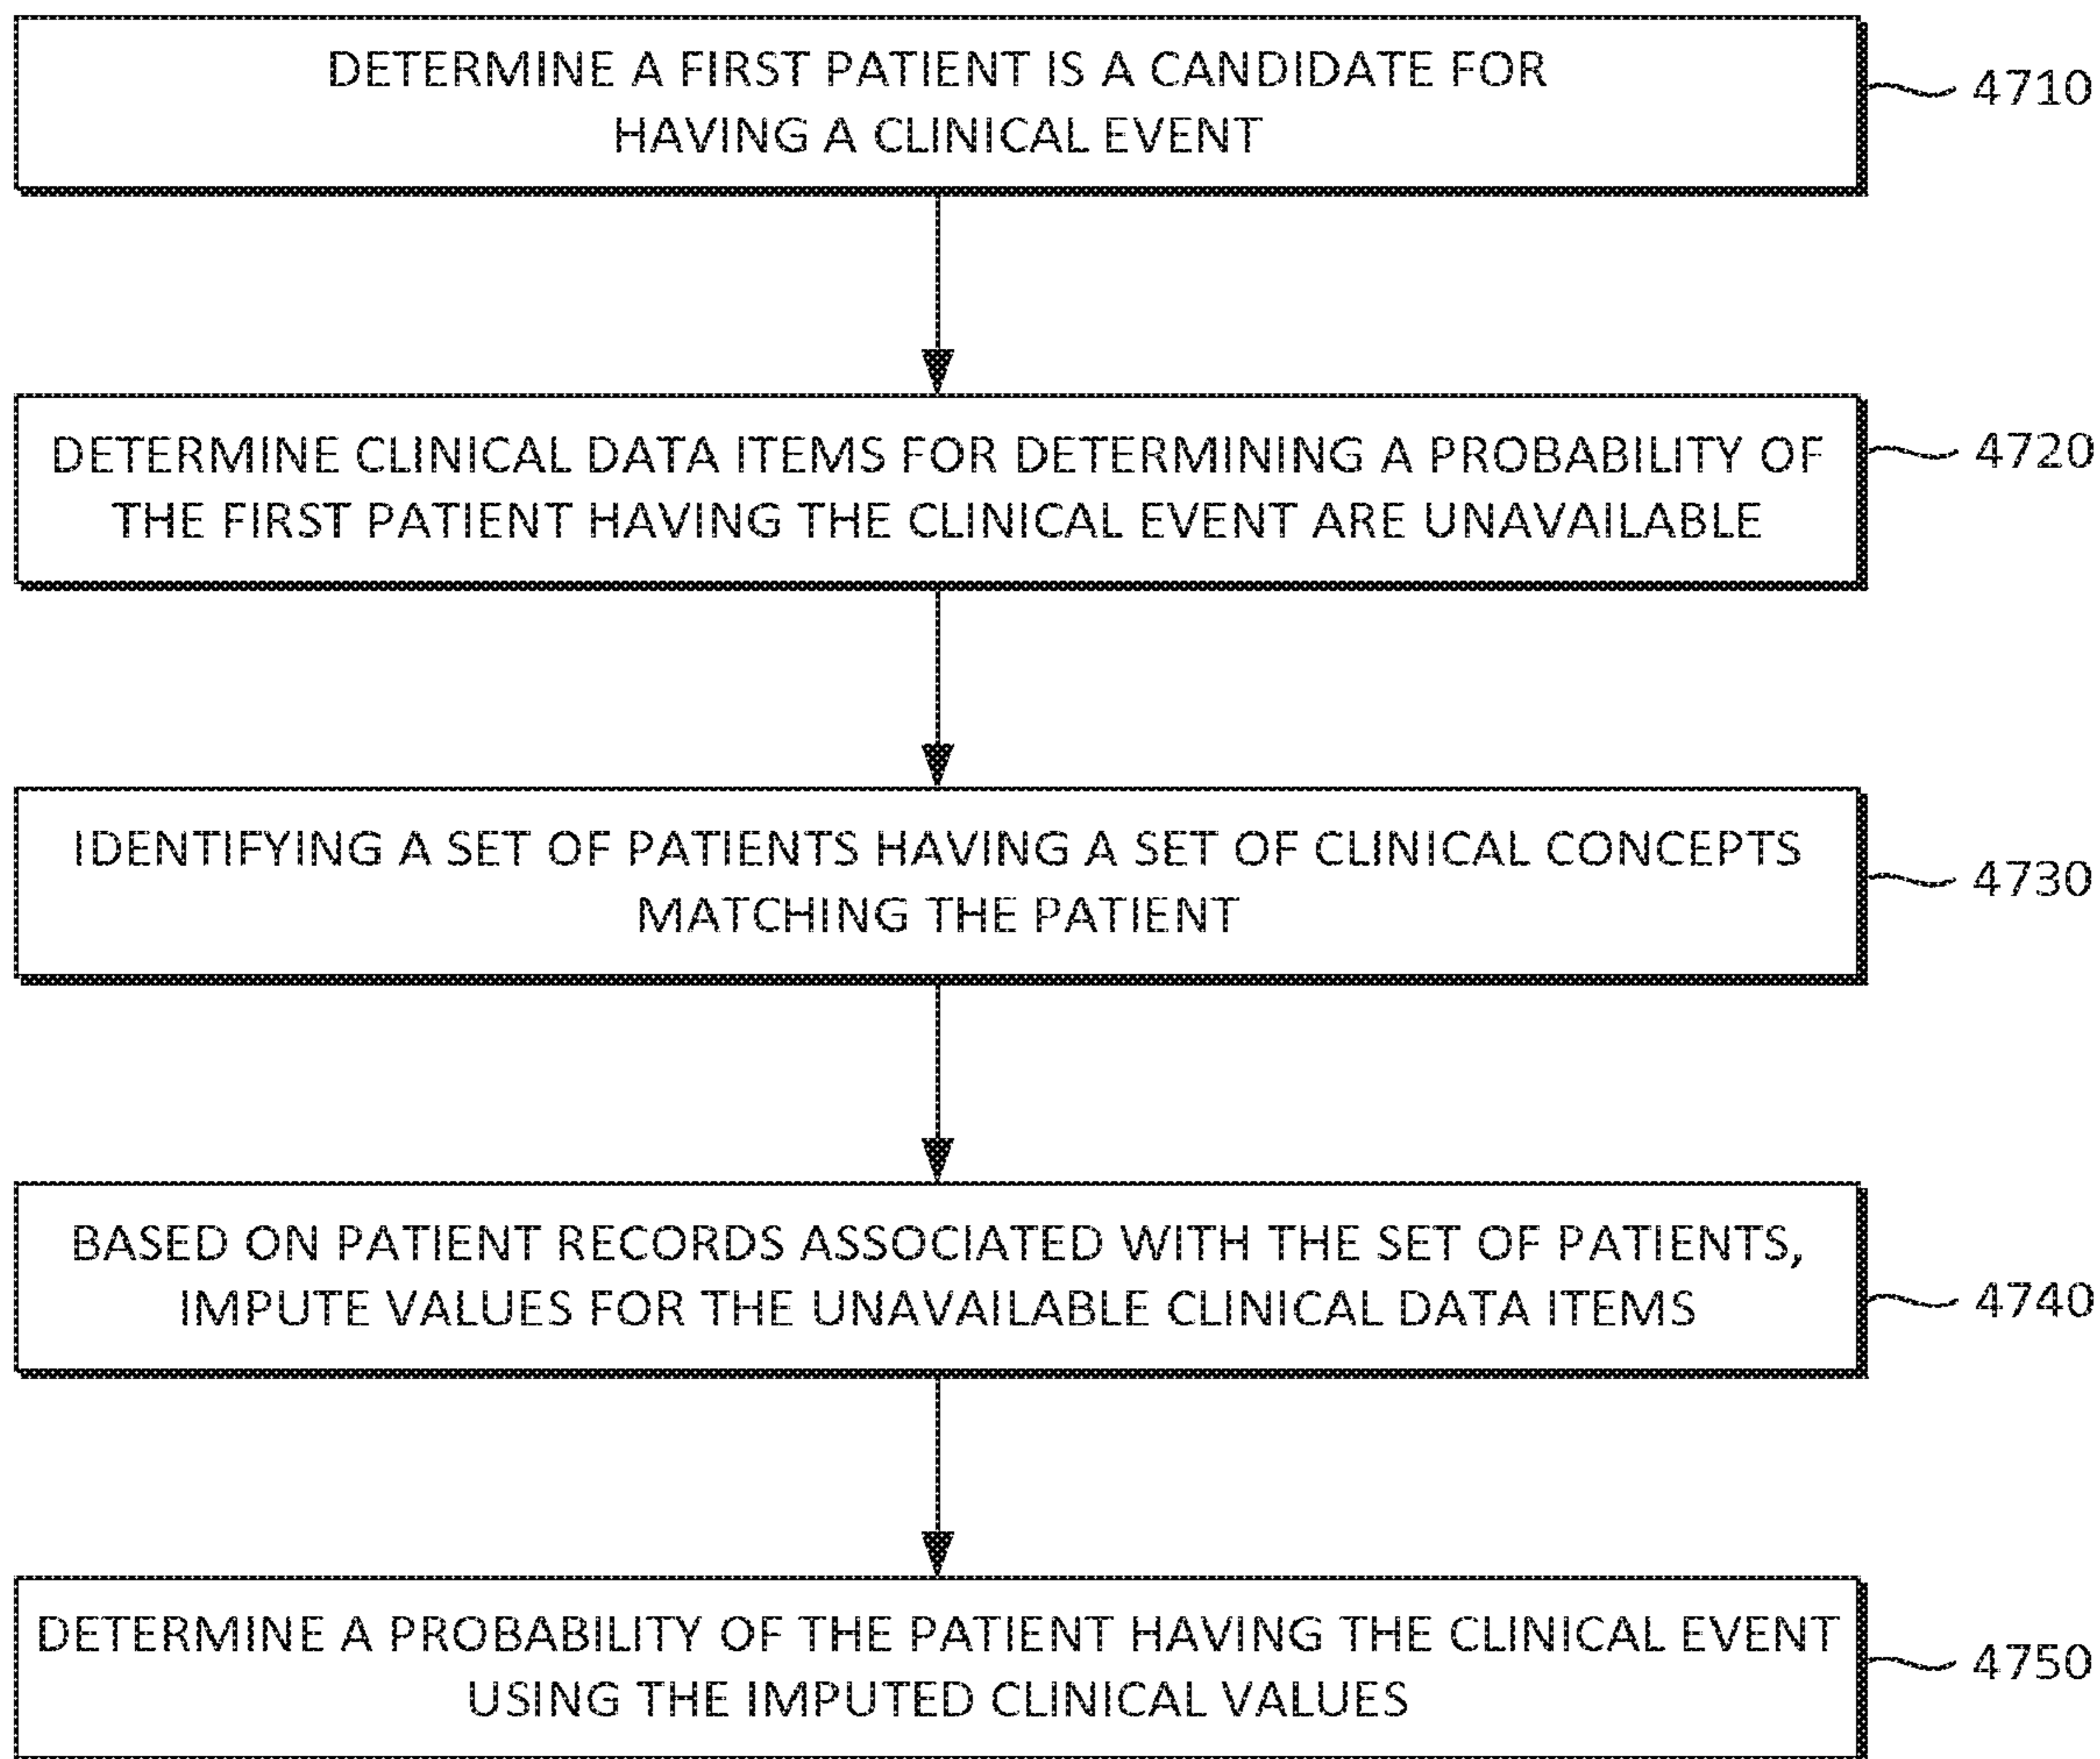 DETERMINE A FIRST PATIENT IS A CANDIDATE FOR
HAVING A CLINICAL EVENT
4710
DETERMINE CLINICAL DATA ITEMS FOR DETERMINING A PROBABILITY OF
THE FIRST PATIENT HAVING THE CLINICAL EVENT ARE UNAVAILABLE
4720
IDENTIFYING A SET OF PATIENTS HAVING A SET OF CLINICAL CONCEPTS
MATCHING THE PATIENT
4730
BASED ON PATIENT RECORDS ASSOCIATED WITH THE SET OF PATIENTS,
IMPUTE VALUES FOR THE UNAVAILABLE CLINICAL DATA ITEMS
4740
DETERMINE A PROBABILITY OF THE PATIENT HAVING THE CLINICAL EVENT
USING THE IMPUTED CLINICAL VALUES
4750